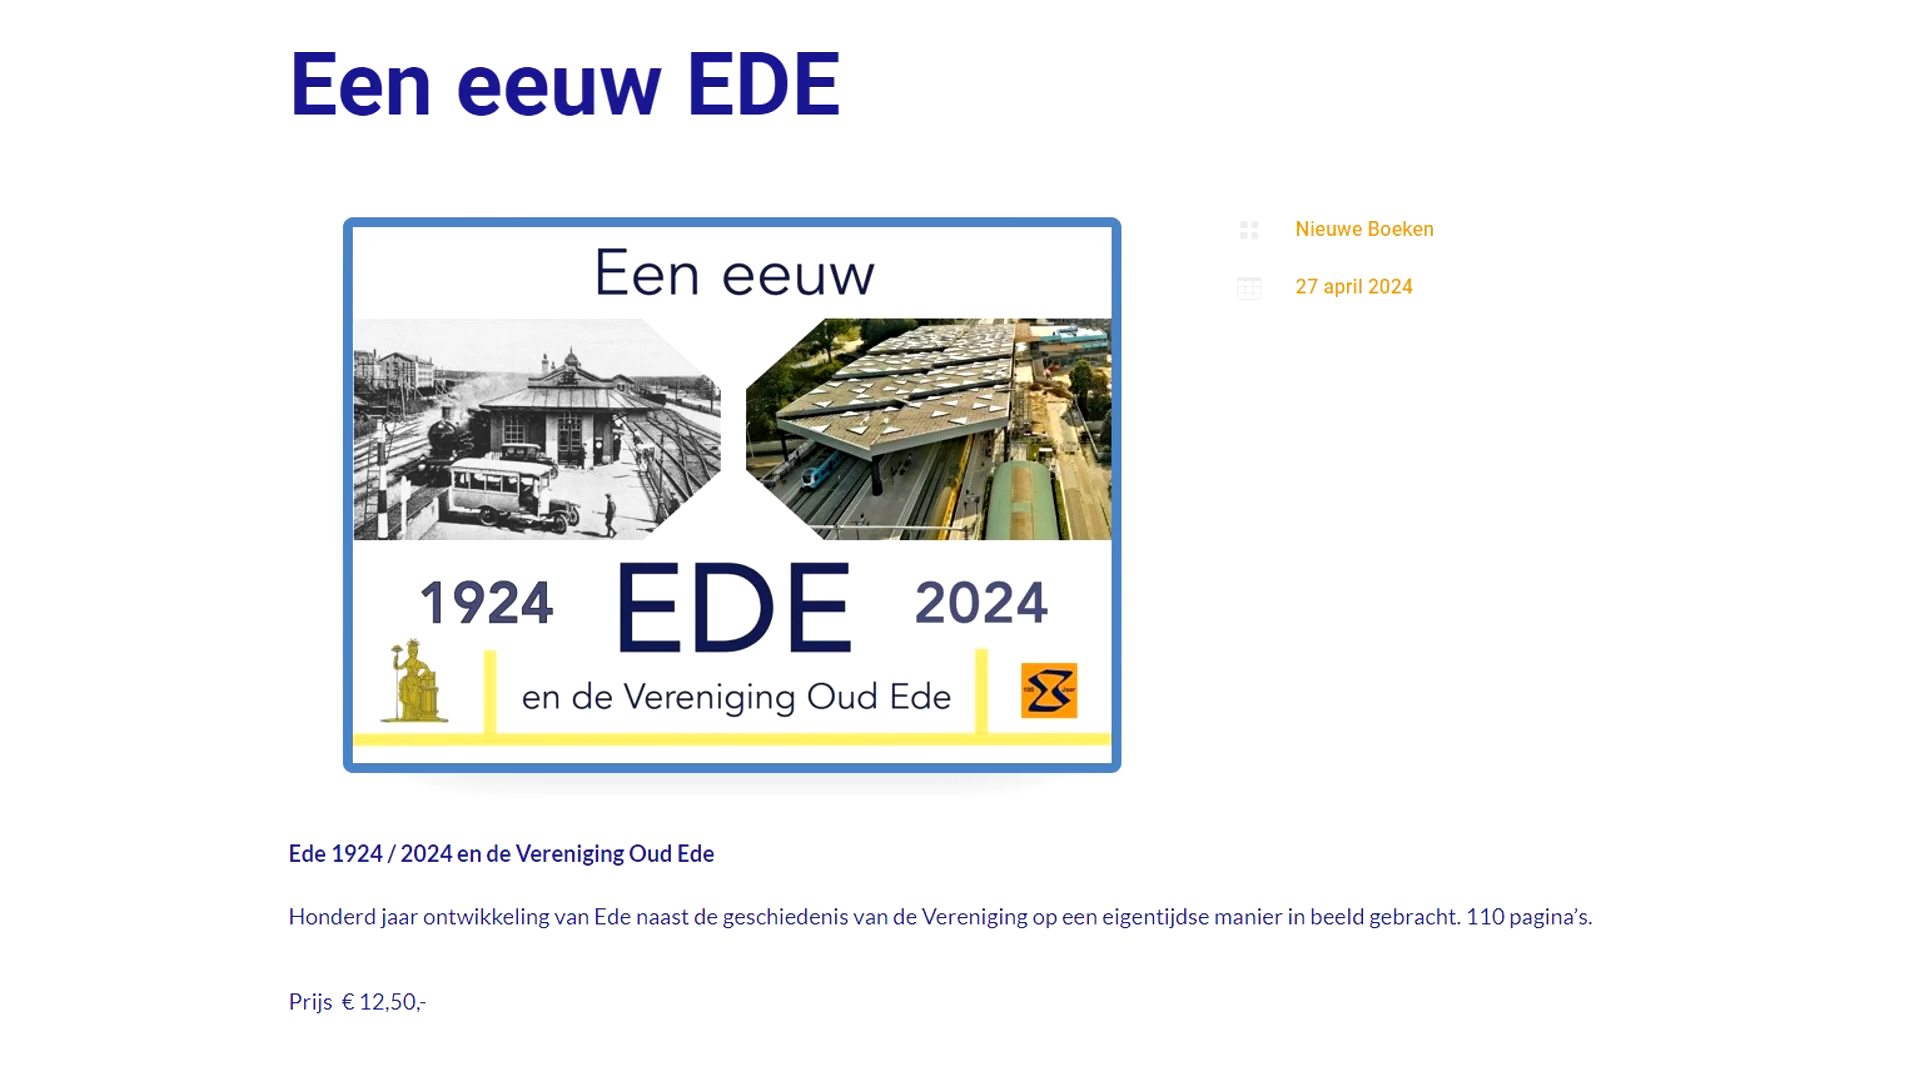 Een eeuw EDE
Een eeuw
1924 EDE 2024
en de Vereniging Oud Ede
100 Jaar
Nieuwe Boeken
27 april 2024
Ede 1924 / 2024 en de Vereniging Oud Ede
Honderd jaar ontwikkeling van Ede naast de geschiedenis van de Vereniging op een eigentijdse manier in beeld gebracht. 110 pagina’s.
Prijs € 12,50,-